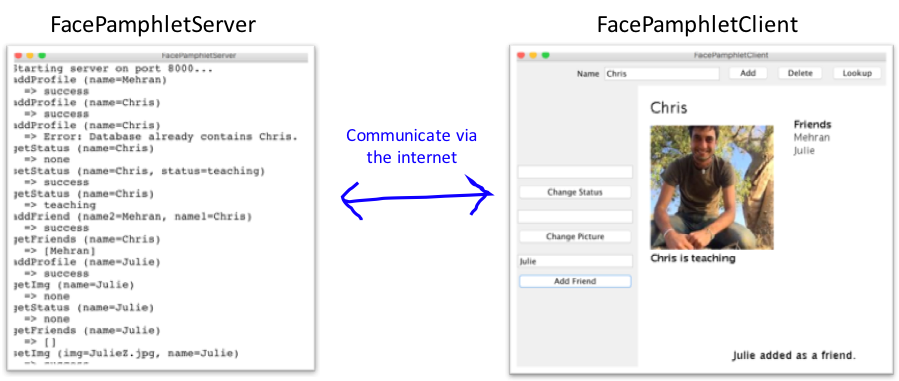 FacePamphletServer
FacePamphletClient
FacePamphletServer
Starting server on port 8000...
addProfile (name=Mehran)
=> success
addProfile (name=Chris)
=> success
addProfile (name=Chris)
=> Error: Database already contains Chris.
getStatus (name=Chris)
=> none
setStatus (name=Chris, status=teaching)
=> success
getStatus (name=Chris)
=> teaching
addFriend (name2=Mehran, name1=Chris)
=> success
getFriends (name=Chris)
=> [Mehran]
addProfile (name=Julie)
=> success
getImg (name=Julie)
=> none
getStatus (name=Julie)
=> none
getFriends (name=Julie)
=> []
setImg (img=JulieZ.jpg, name=Julie)
=> success
Communicate via
the internet
FacePamphletClient
Name Chris Add Delete Lookup
Chris
Friends
Mehran
Julie
Change Status
Change Picture
Julie
Add Friend
Chris is teaching
Julie added as a friend.